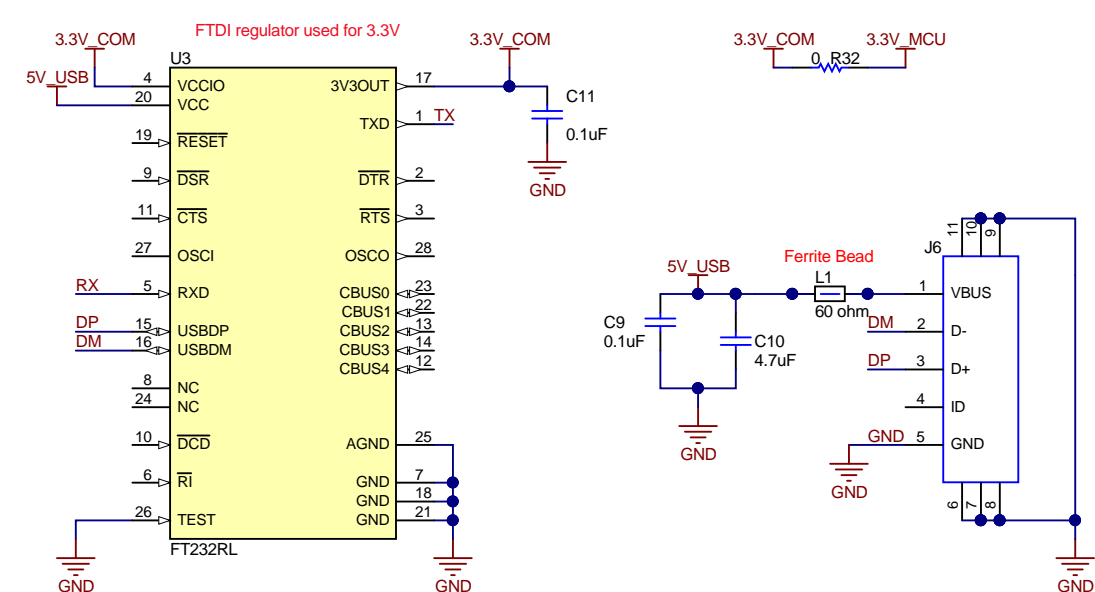 FTDI regulator used for 3.3V
3.3V_COM
3.3V_COM
3.3V_COM
0 R32
3.3V_MCU
U3
5V_USB
4 VCCIO
3V3OUT 17
20 VCC
C11
0.1uF
GND
TXD 1 TX
19 RESET
9 DSR
DTR 2
11 CTS
RTS 3
27 OSCI
OSCO 28
RX 5 RXD
CBUS0 23
CBUS1 22
DP 15 USBDP
CBUS2 13
DM 16 USBDM
CBUS3 14
CBUS4 12
8 NC
24 NC
10 DCD
AGND 25
6 RI
GND 7
GND 18
26 TEST
GND 21
FT232RL
GND
GND
Ferrite Bead
5V_USB
L1
60 ohm
C9
0.1uF
C10
4.7uF
GND
11 10 9
J6
1 VBUS
DM 2 D-
DP 3 D+
4 ID
GND 5 GND
GND
6 7 8
GND